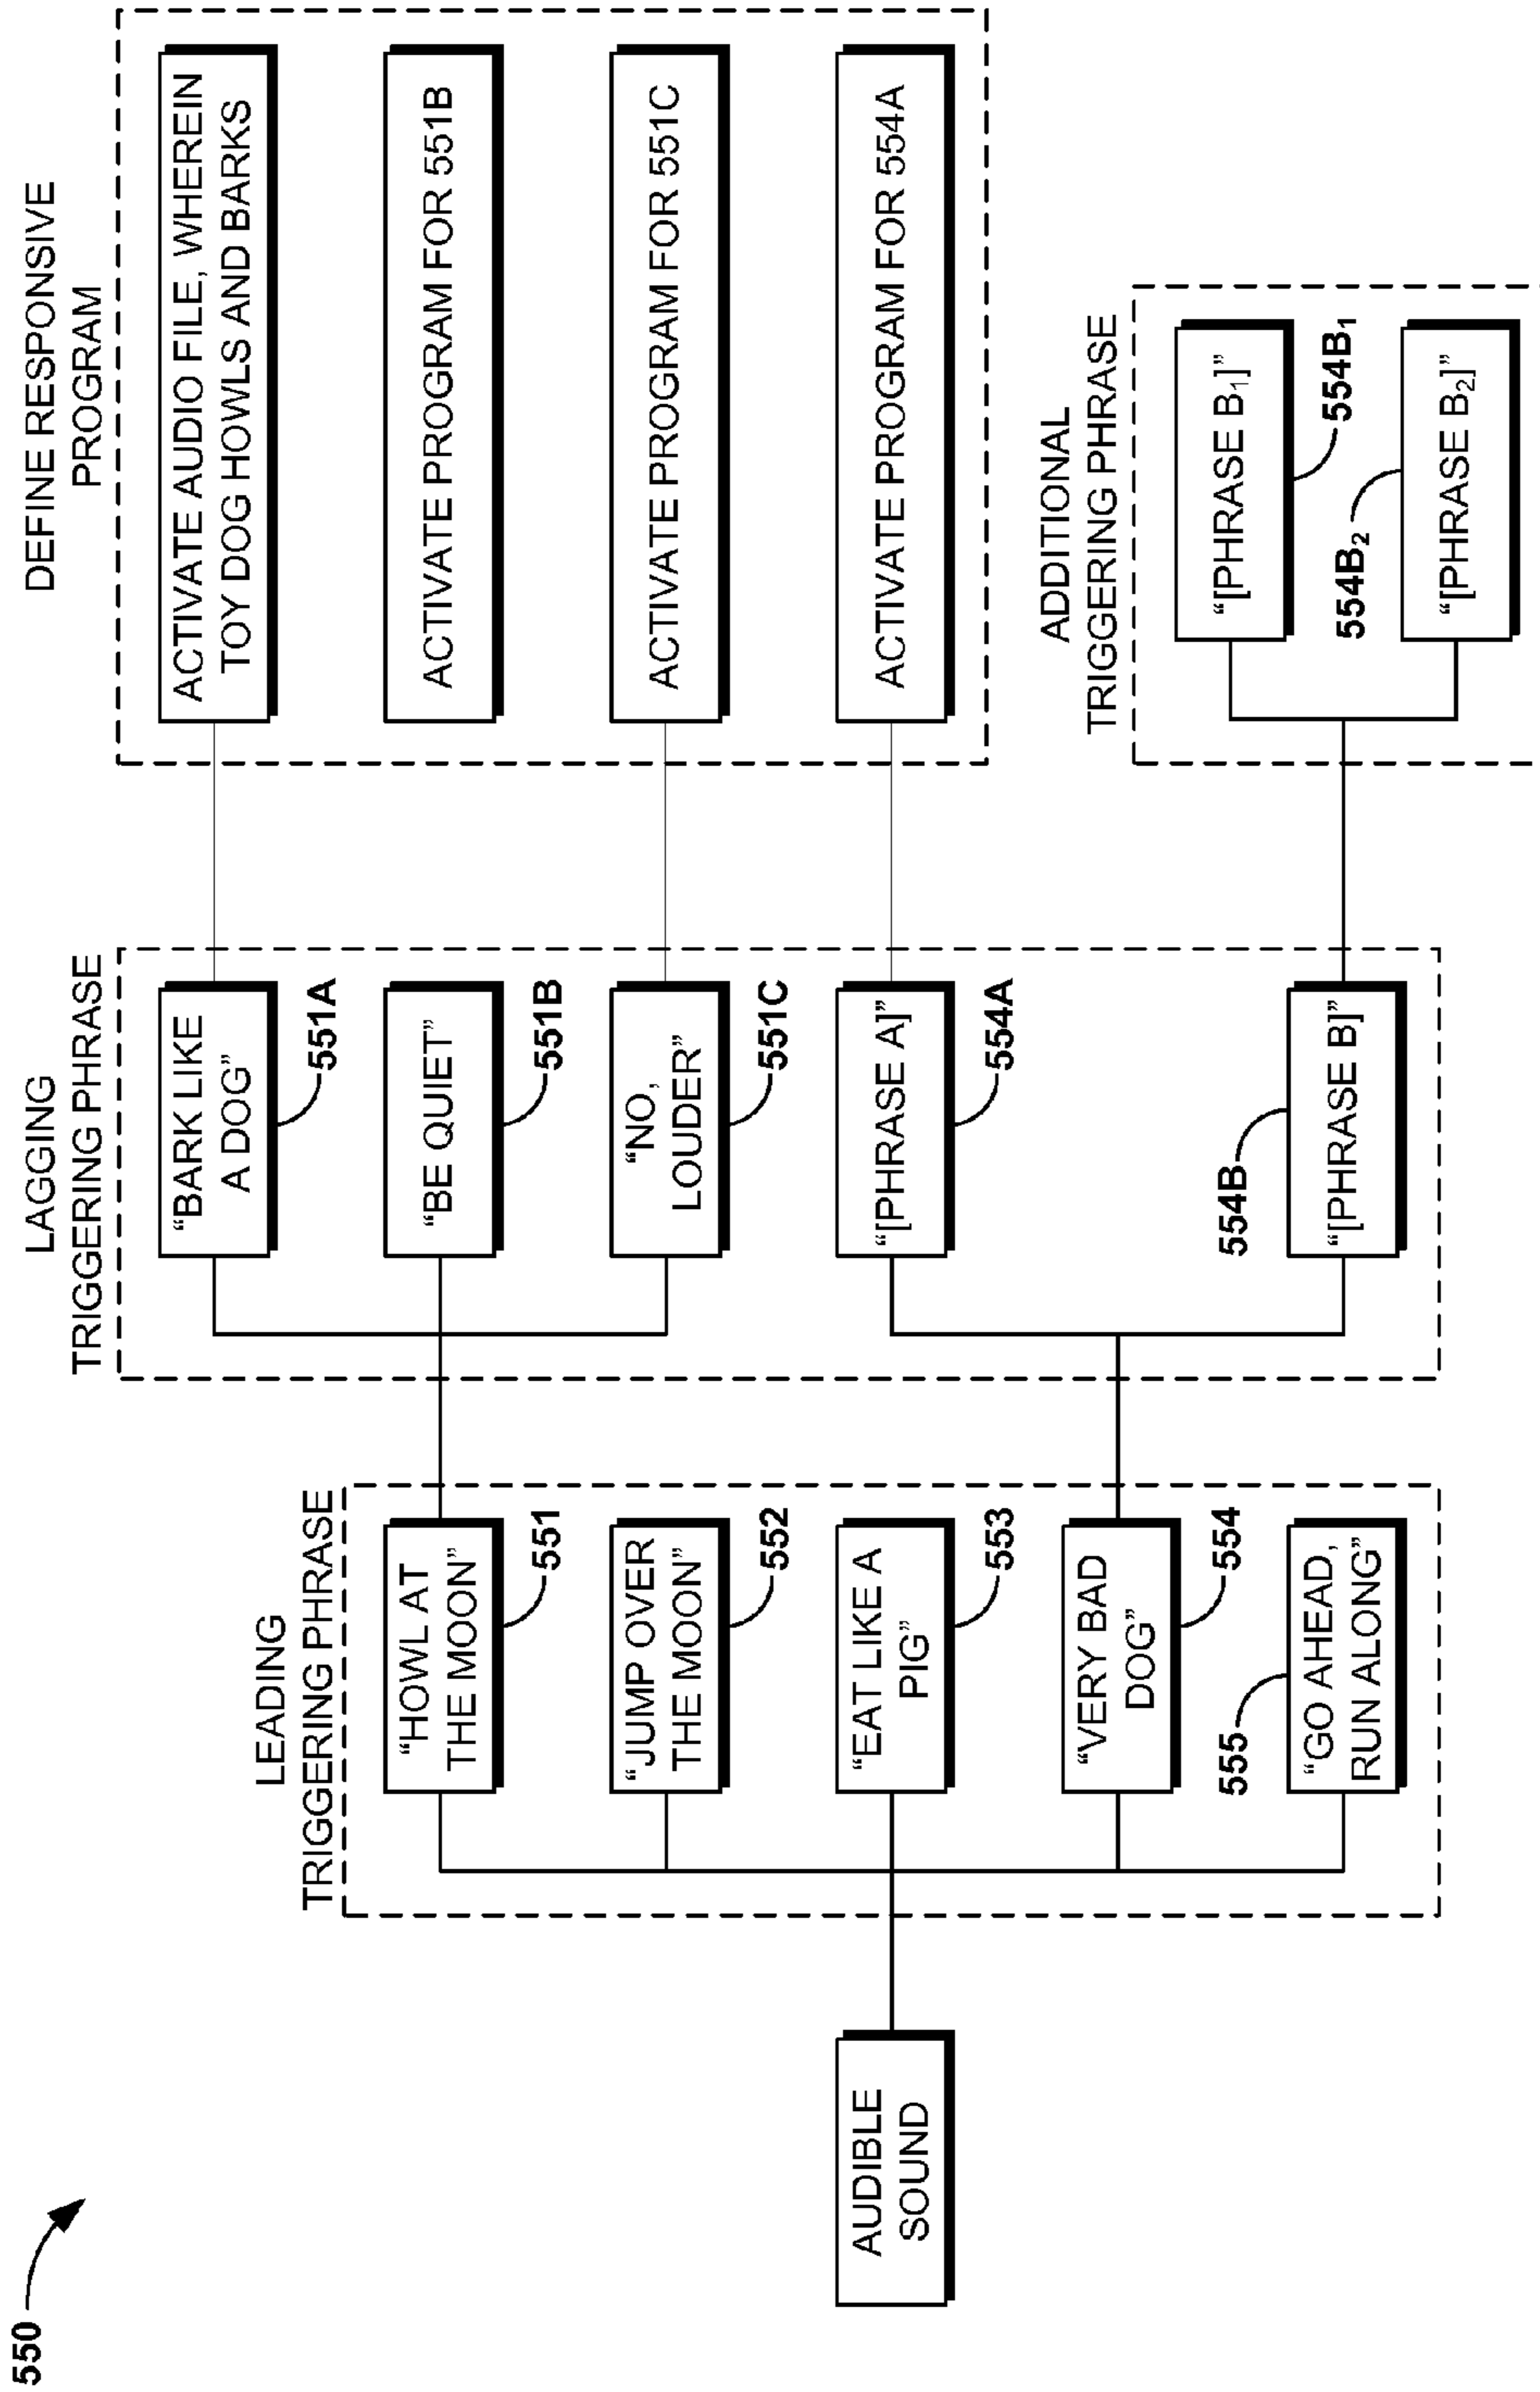 550
AUDIBLE
SOUND
LEADING
TRIGGERING PHRASE
“HOWL AT
THE MOON”
551
“JUMP OVER
THE MOON”
552
“EAT LIKE A
PIG”
553
“VERY BAD
DOG”
554
555
“GO AHEAD,
RUN ALONG”
LAGGING
TRIGGERING PHRASE
“BARK LIKE
A DOG”
551A
“BE QUIET”
551B
“NO,
LOUDER”
551C
“[PHRASE A]”
554A
554B
“[PHRASE B]”
DEFINE RESPONSIVE
PROGRAM
ACTIVATE AUDIO FILE, WHEREIN
TOY DOG HOWLS AND BARKS
ACTIVATE PROGRAM FOR 551B
ACTIVATE PROGRAM FOR 551C
ACTIVATE PROGRAM FOR 554A
ADDITIONAL
TRIGGERING PHRASE
“[PHRASE B₁]”
554B₁
554B₂
“[PHRASE B₂]”